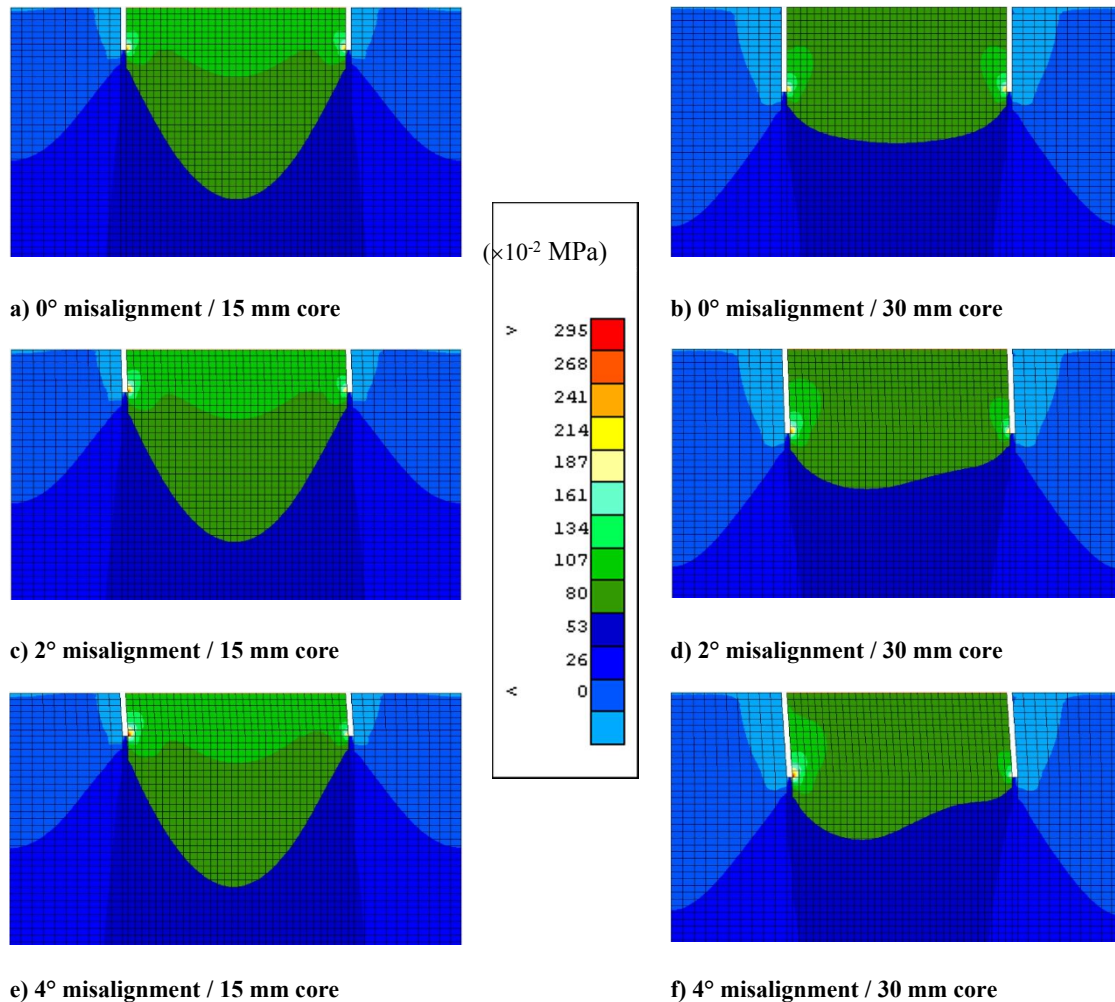 a) 0° misalignment / 15 mm core
b) 0° misalignment / 30 mm core
(×10⁻² MPa)
> 295
268
241
214
187
161
134
107
80
53
26
< 0
c) 2° misalignment / 15 mm core
d) 2° misalignment / 30 mm core
e) 4° misalignment / 15 mm core
f) 4° misalignment / 30 mm core